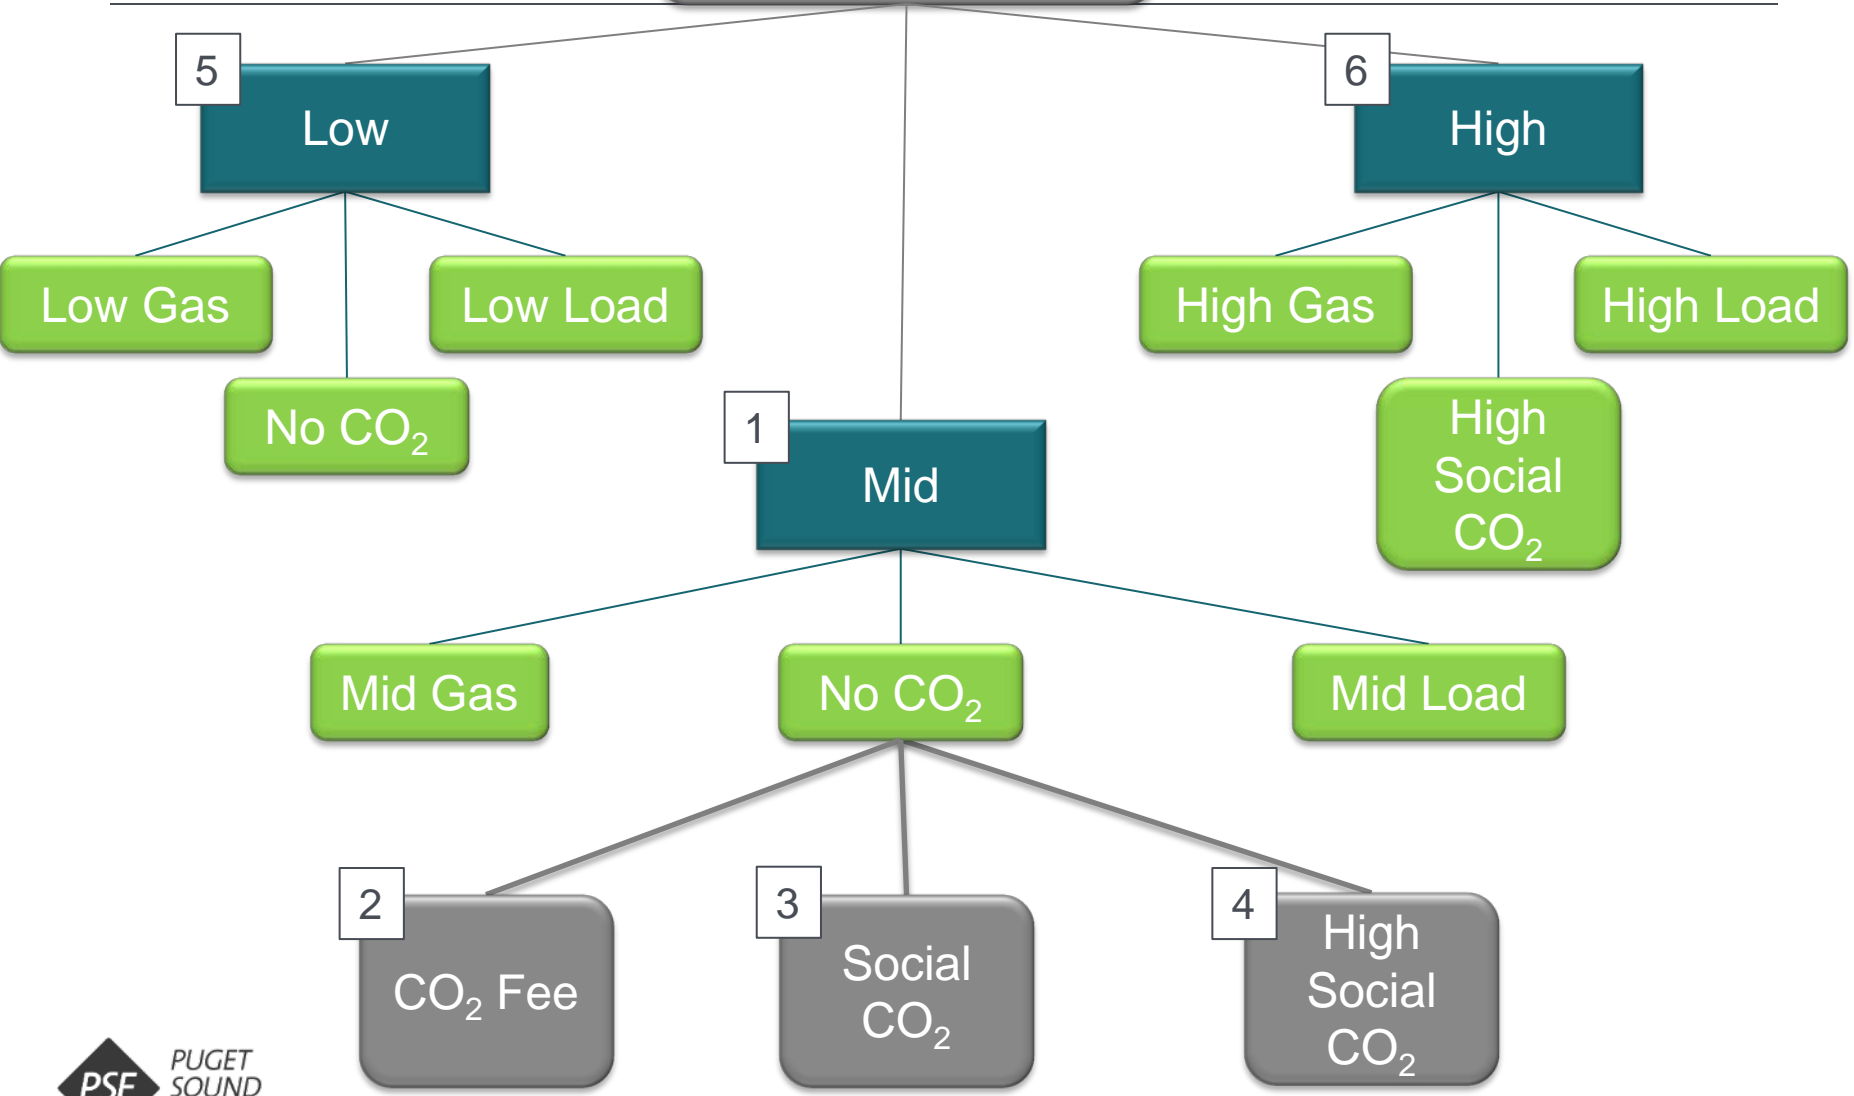 5
Low
6
High
Low Gas
Low Load
No CO₂
High Gas
High Load
High
Social
CO₂
1
Mid
Mid Gas
No CO₂
Mid Load
2
CO₂ Fee
3
Social
CO₂
4
High
Social
CO₂
PSE
PUGET
SOUND